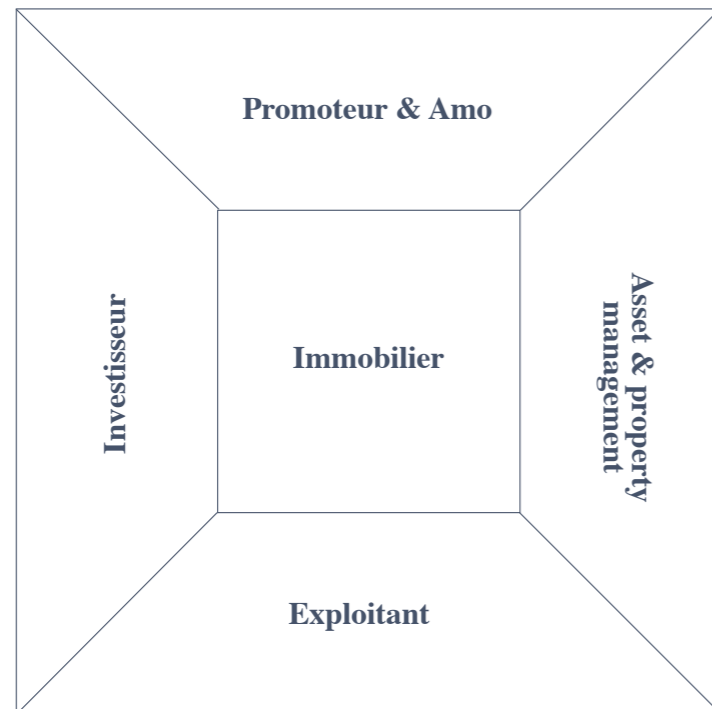 Promoteur & Amo
Investisseur
Immobilier
Asset & property
management
Exploitant